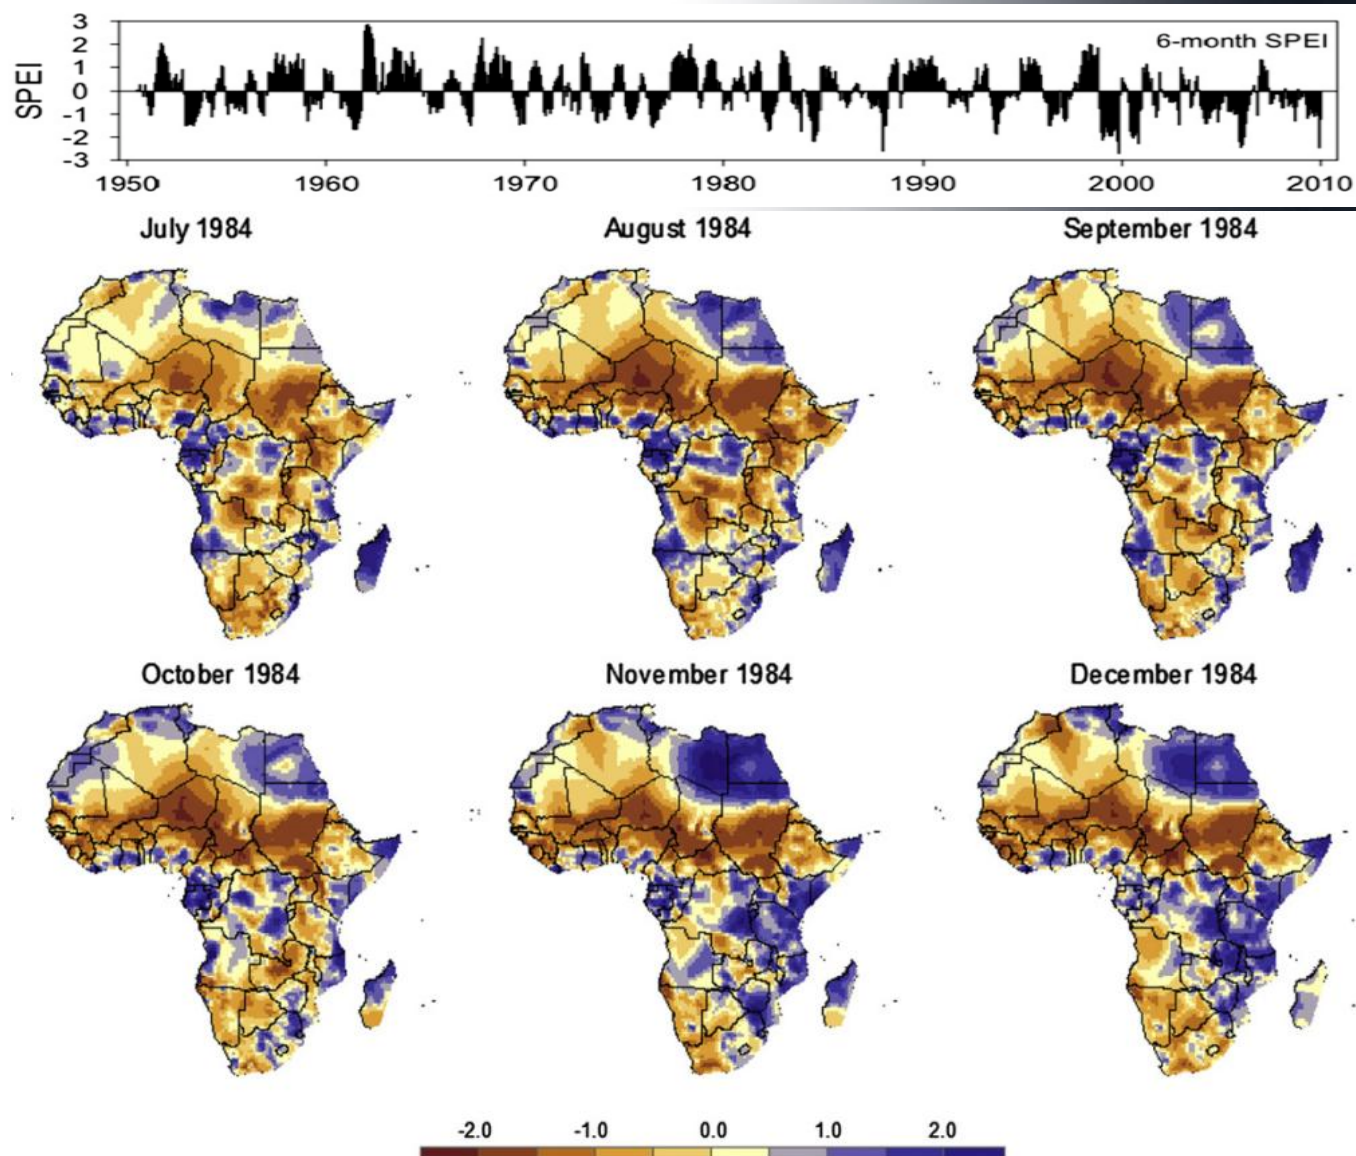 3
2
1
0
-1
-2
-3
SPEI
6-month SPEI
1950 1960 1970 1980 1990 2000 2010
July 1984 August 1984 September 1984
October 1984 November 1984 December 1984
-2.0 -1.0 0.0 1.0 2.0